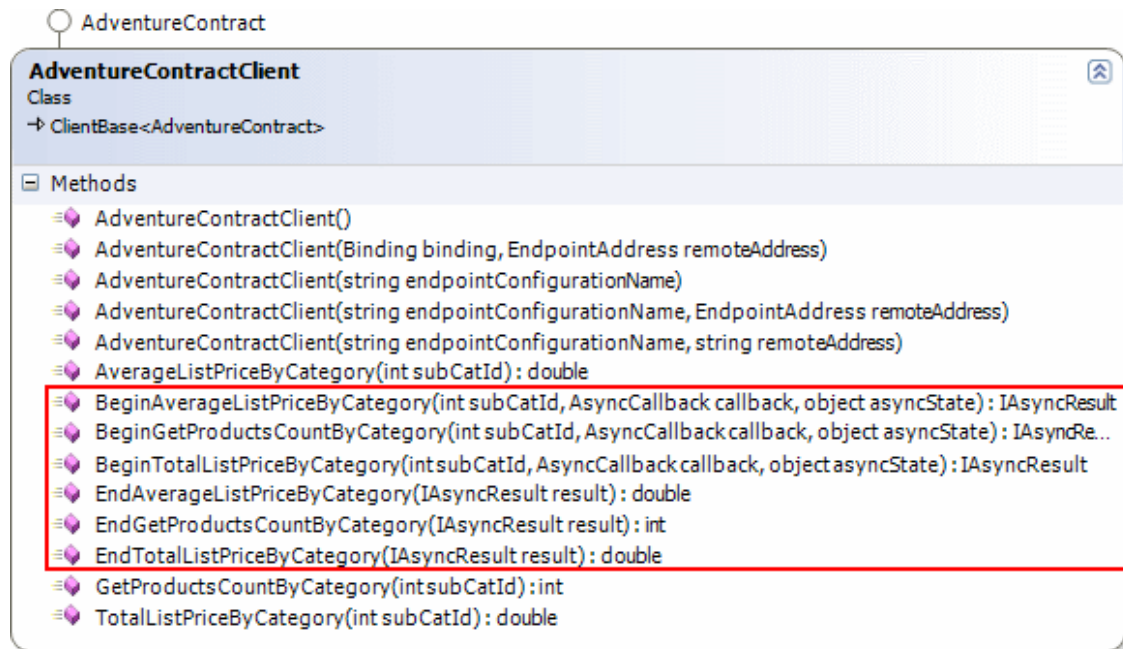 AdventureContract
AdventureContractClient
Class
ClientBase<AdventureContract>
Methods
AdventureContractClient()
AdventureContractClient(Binding binding, EndpointAddress remoteAddress)
AdventureContractClient(string endpointConfigurationName)
AdventureContractClient(string endpointConfigurationName, EndpointAddress remoteAddress)
AdventureContractClient(string endpointConfigurationName, string remoteAddress)
AverageListPriceByCategory(int subCatId) : double
BeginAverageListPriceByCategory(int subCatId, AsyncCallback callback, object asyncState) : IAsyncResult
BeginGetProductsCountByCategory(int subCatId, AsyncCallback callback, object asyncState) : IAsyncRe...
BeginTotalListPriceByCategory(int subCatId, AsyncCallback callback, object asyncState) : IAsyncResult
EndAverageListPriceByCategory(IAsyncResult result) : double
EndGetProductsCountByCategory(IAsyncResult result) : int
EndTotalListPriceByCategory(IAsyncResult result) : double
GetProductsCountByCategory(int subCatId) : int
TotalListPriceByCategory(int subCatId) : double